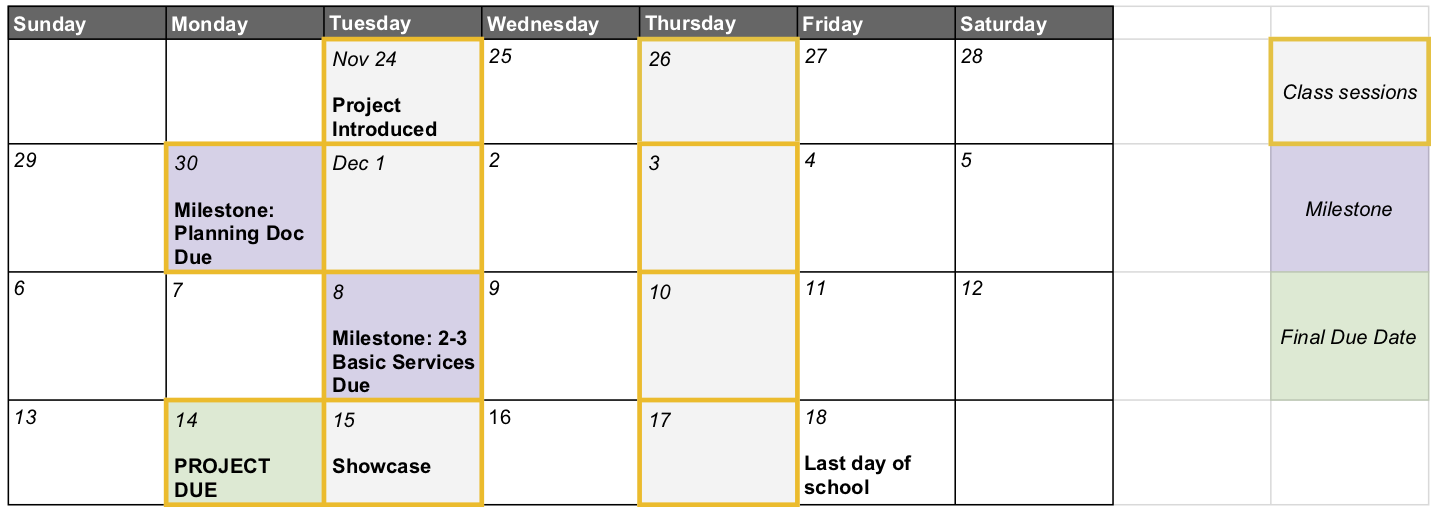 Sunday Monday Tuesday Wednesday Thursday Friday Saturday
Nov 24 25 26 27 28
Project
Introduced
Class sessions
29 30 Dec 1 2 3 4 5
Milestone:
Planning Doc
Due
Milestone
6 7 8 9 10 11 12
Milestone: 2-3
Basic Services
Due
Final Due Date
13 14 15 16 17 18
PROJECT
DUE
Showcase
Last day of
school